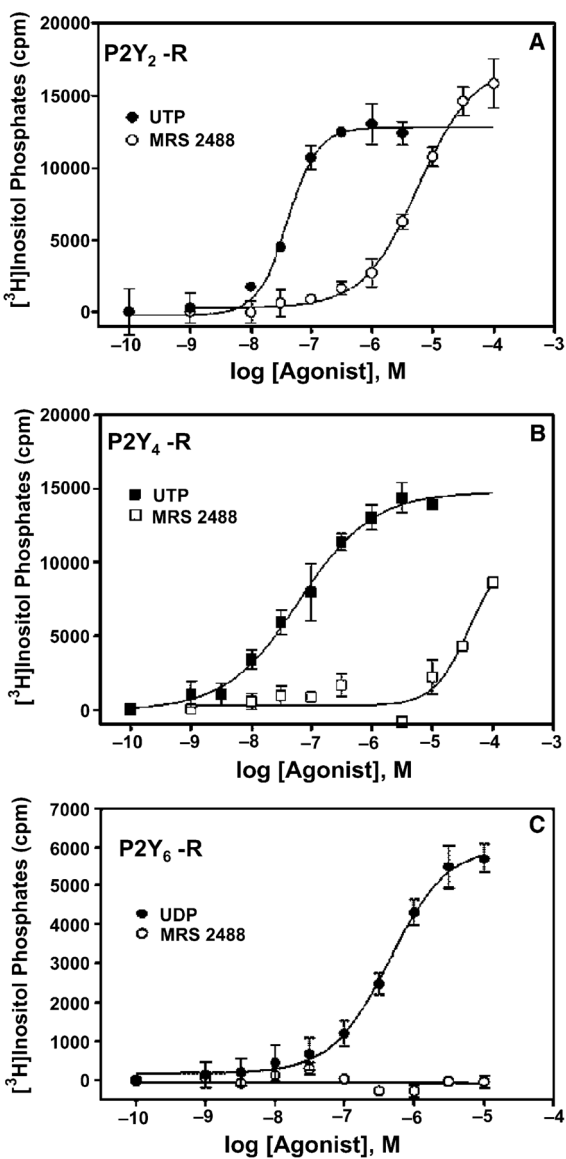 A
P2Y2 -R
UTP
MRS 2488
[3H]Inositol Phosphates (cpm)
20000
15000
10000
5000
0
–10 –9 –8 –7 –6 –5 –4 –3
log [Agonist], M
B
P2Y4 -R
UTP
MRS 2488
[3H]Inositol Phosphates (cpm)
20000
15000
10000
5000
0
–10 –9 –8 –7 –6 –5 –4 –3
log [Agonist], M
C
P2Y6 -R
UDP
MRS 2488
[3H]Inositol Phosphates (cpm)
7000
6000
5000
4000
3000
2000
1000
0
–10 –9 –8 –7 –6 –5 –4
log [Agonist], M